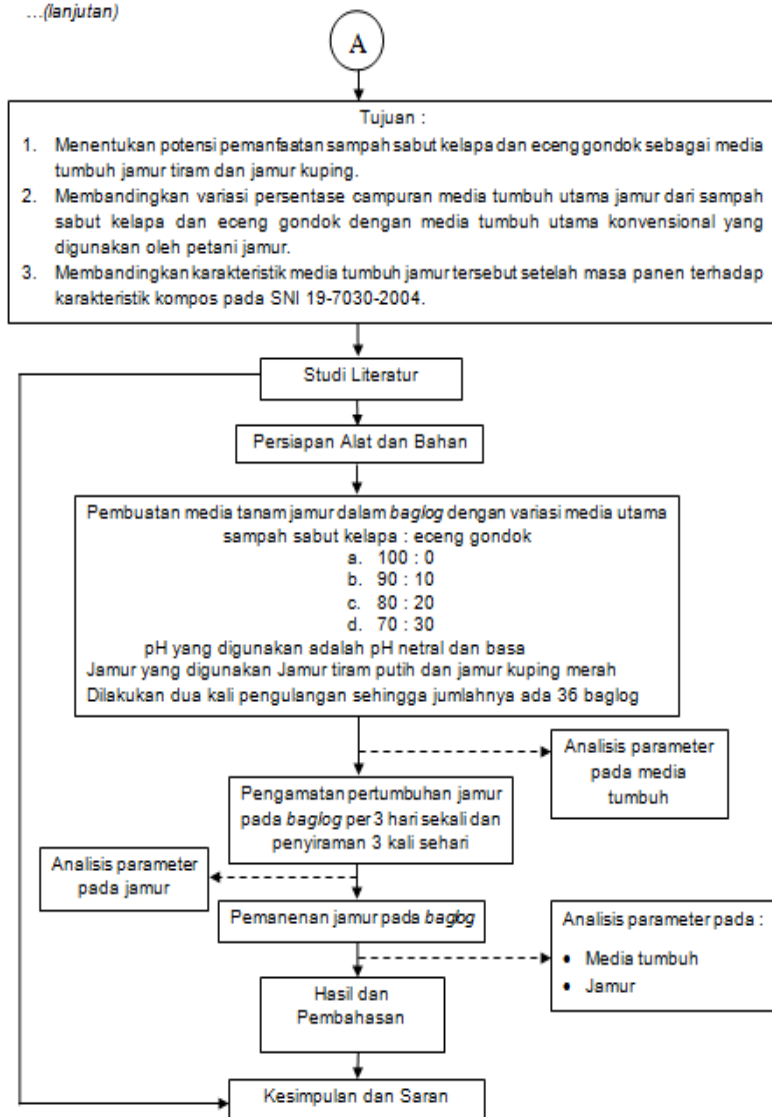 ...(lanjutan)
A
Tujuan :
1. Menentukan potensi pemanfaatan sampah sabut kelapa dan eceng gondok sebagai media
tumbuh jamur tiram dan jamur kuping.
2. Membandingkan variasi persentase campuran media tumbuh utama jamur dari sampah
sabut kelapa dan eceng gondok dengan media tumbuh utama konvensional yang
digunakan oleh petani jamur.
3. Membandingkan karakteristik media tumbuh jamur tersebut setelah masa panen terhadap
karakteristik kompos pada SNI 19-7030-2004.
Studi Literatur
Persiapan Alat dan Bahan
Pembuatan media tanam jamur dalam baglog dengan variasi media utama
sampah sabut kelapa : eceng gondok
a. 100 : 0
b. 90 : 10
c. 80 : 20
d. 70 : 30
pH yang digunakan adalah pH netral dan basa
Jamur yang digunakan Jamur tiram putih dan jamur kuping merah
Dilakukan dua kali pengulangan sehingga jumlahnya ada 36 baglog
Analisis parameter
pada media
tumbuh
Pengamatan pertumbuhan jamur
pada baglog per 3 hari sekali dan
penyiraman 3 kali sehari
Analisis parameter
pada jamur
Pemanenan jamur pada baglog
Analisis parameter pada :
• Media tumbuh
• Jamur
Hasil dan
Pembahasan
Kesimpulan dan Saran